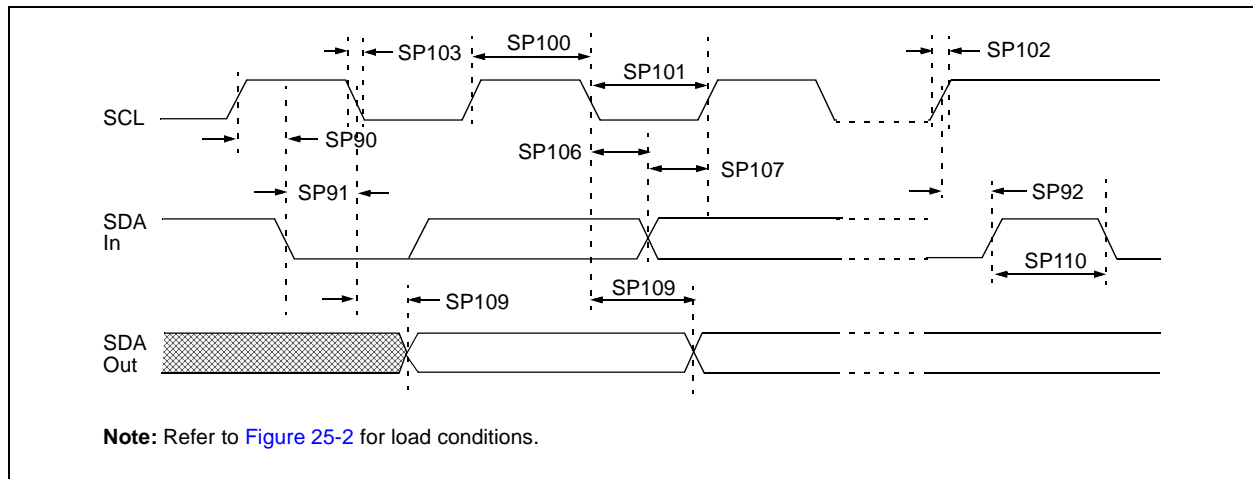 SP103
SP100
SP101
SP102
SCL
SP90
SP106
SP107
SP91
SP92
SDA
In
SP110
SP109
SP109
SDA
Out
Note: Refer to Figure 25-2 for load conditions.